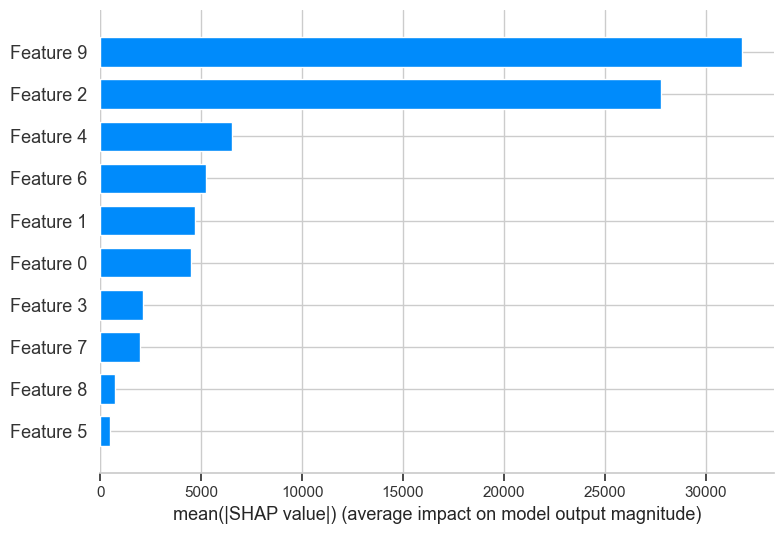 Feature 9
Feature 2
Feature 4
Feature 6
Feature 1
Feature 0
Feature 3
Feature 7
Feature 8
Feature 5
0 5000 10000 15000 20000 25000 30000
mean(|SHAP value|) (average impact on model output magnitude)